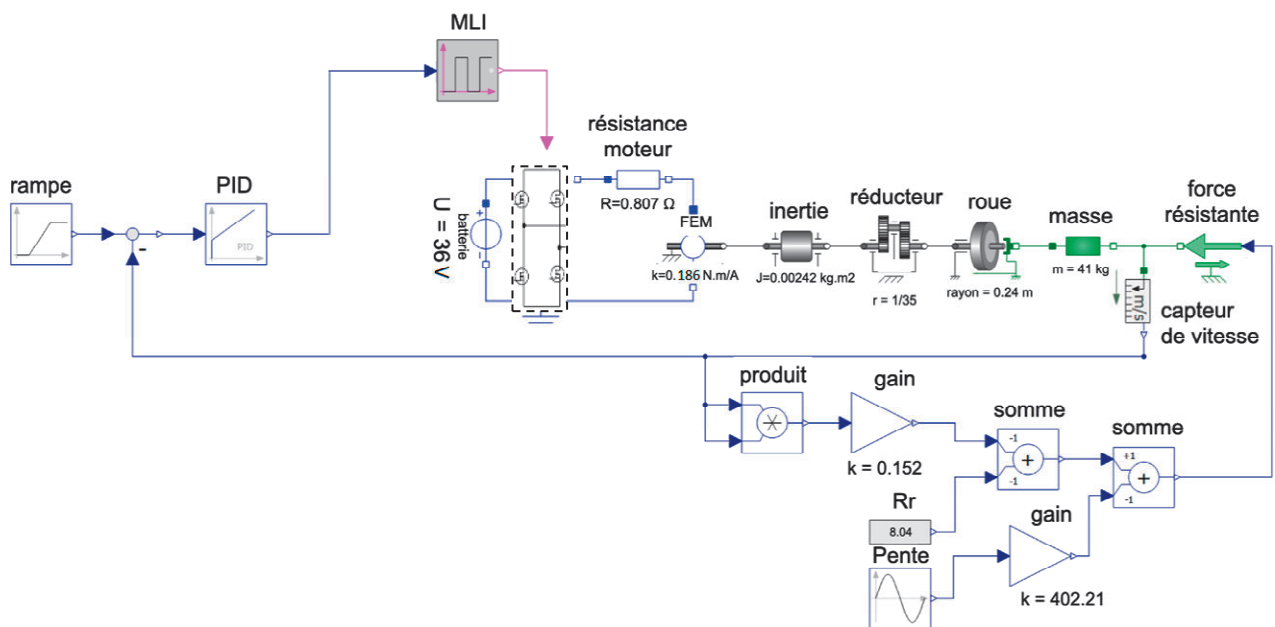 MLI
résistance
moteur
R=0.807 Ω
rampe
PID
PID
U = 36V
batterie
+
-
-
FEM
k=0.186 N.m/A
inertie
J=0.00242 kg.m2
réducteur
r = 1/35
roue
rayon = 0.24 m
masse
m = 41 kg
force
résistante
m/s
capteur
de vitesse
produit
gain
k = 0.152
somme
-1
+
-1
somme
+1
+
-1
Rr
8.04
Pente
gain
k = 402.21